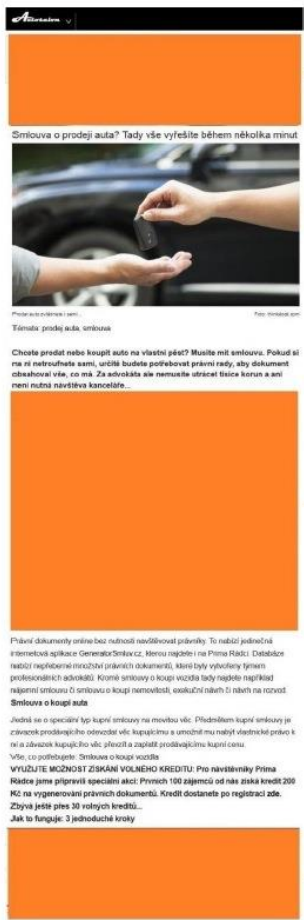 Autosalon
Smlouva o prodeji auta? Tady vše vyřešíte během několika minut
Prodat auto zvládnete i sami...
Foto: thinkstock.com
Témata: prodej auta, smlouva
Chcete prodat nebo koupit auto na vlastní pěst? Musíte mít smlouvu. Pokud si
na ni netroufnete sami, určitě budete potřebovat právní rady, aby dokument
obsahoval vše, co má. Za advokáta ale nemusíte utrácet tisíce korun a ani
není nutná návštěva kanceláře...
Právní dokumenty online bez nutnosti navštěvovat právníky. To nabízí jedinečná
internetová aplikace GenerátorSmluv.cz, kterou najdete i na Prima Rádci. Databáze
nabízí nepřeberné množství právních dokumentů, které byly vytvořeny týmem
profesionálních advokátů. Kromě smlouvy o koupi vozidla tady najdete například
nájemní smlouvu či smlouvu o koupi nemovitosti, exekuční návrh či návrh na rozvod.
Smlouva o koupi auta
Jedná se o speciální typ kupní smlouvy na movitou věc. Předmětem kupní smlouvy je
závazek prodávajícího odevzdat věc kupujícímu a umožnit mu nabýt vlastnické právo k
ní a závazek kupujícího věc převzít a zaplatit prodávajícímu kupní cenu.
Vše, co potřebujete: Smlouva o koupi vozidla
VYUŽIJTE MOŽNOST ZÍSKÁNÍ VOLNÉHO KREDITU: Pro návštěvníky Prima
Rádce jsme připravili speciální akci: Prvních 100 zájemců od nás získá kredit 200
Kč na vygenerování právních dokumentů. Kredit dostanete po registraci zde.
Zbývá ještě přes 30 volných kreditů...
Jak to funguje: 3 jednoduché kroky